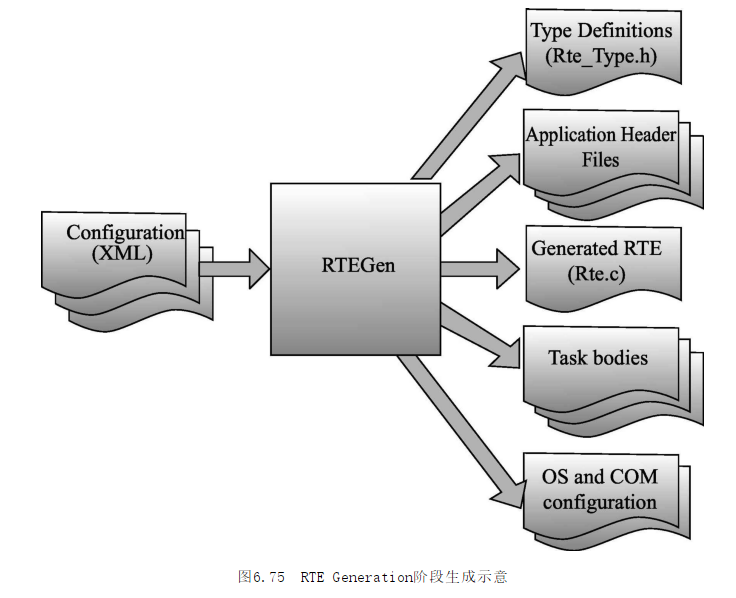 Type Definitions
(Rte_Type.h)
Application Header
Files
Configuration
(XML)
RTEGen
Generated RTE
(Rte.c)
Task bodies
OS and COM
configuration
图6.75 RTE Generation阶段生成示意